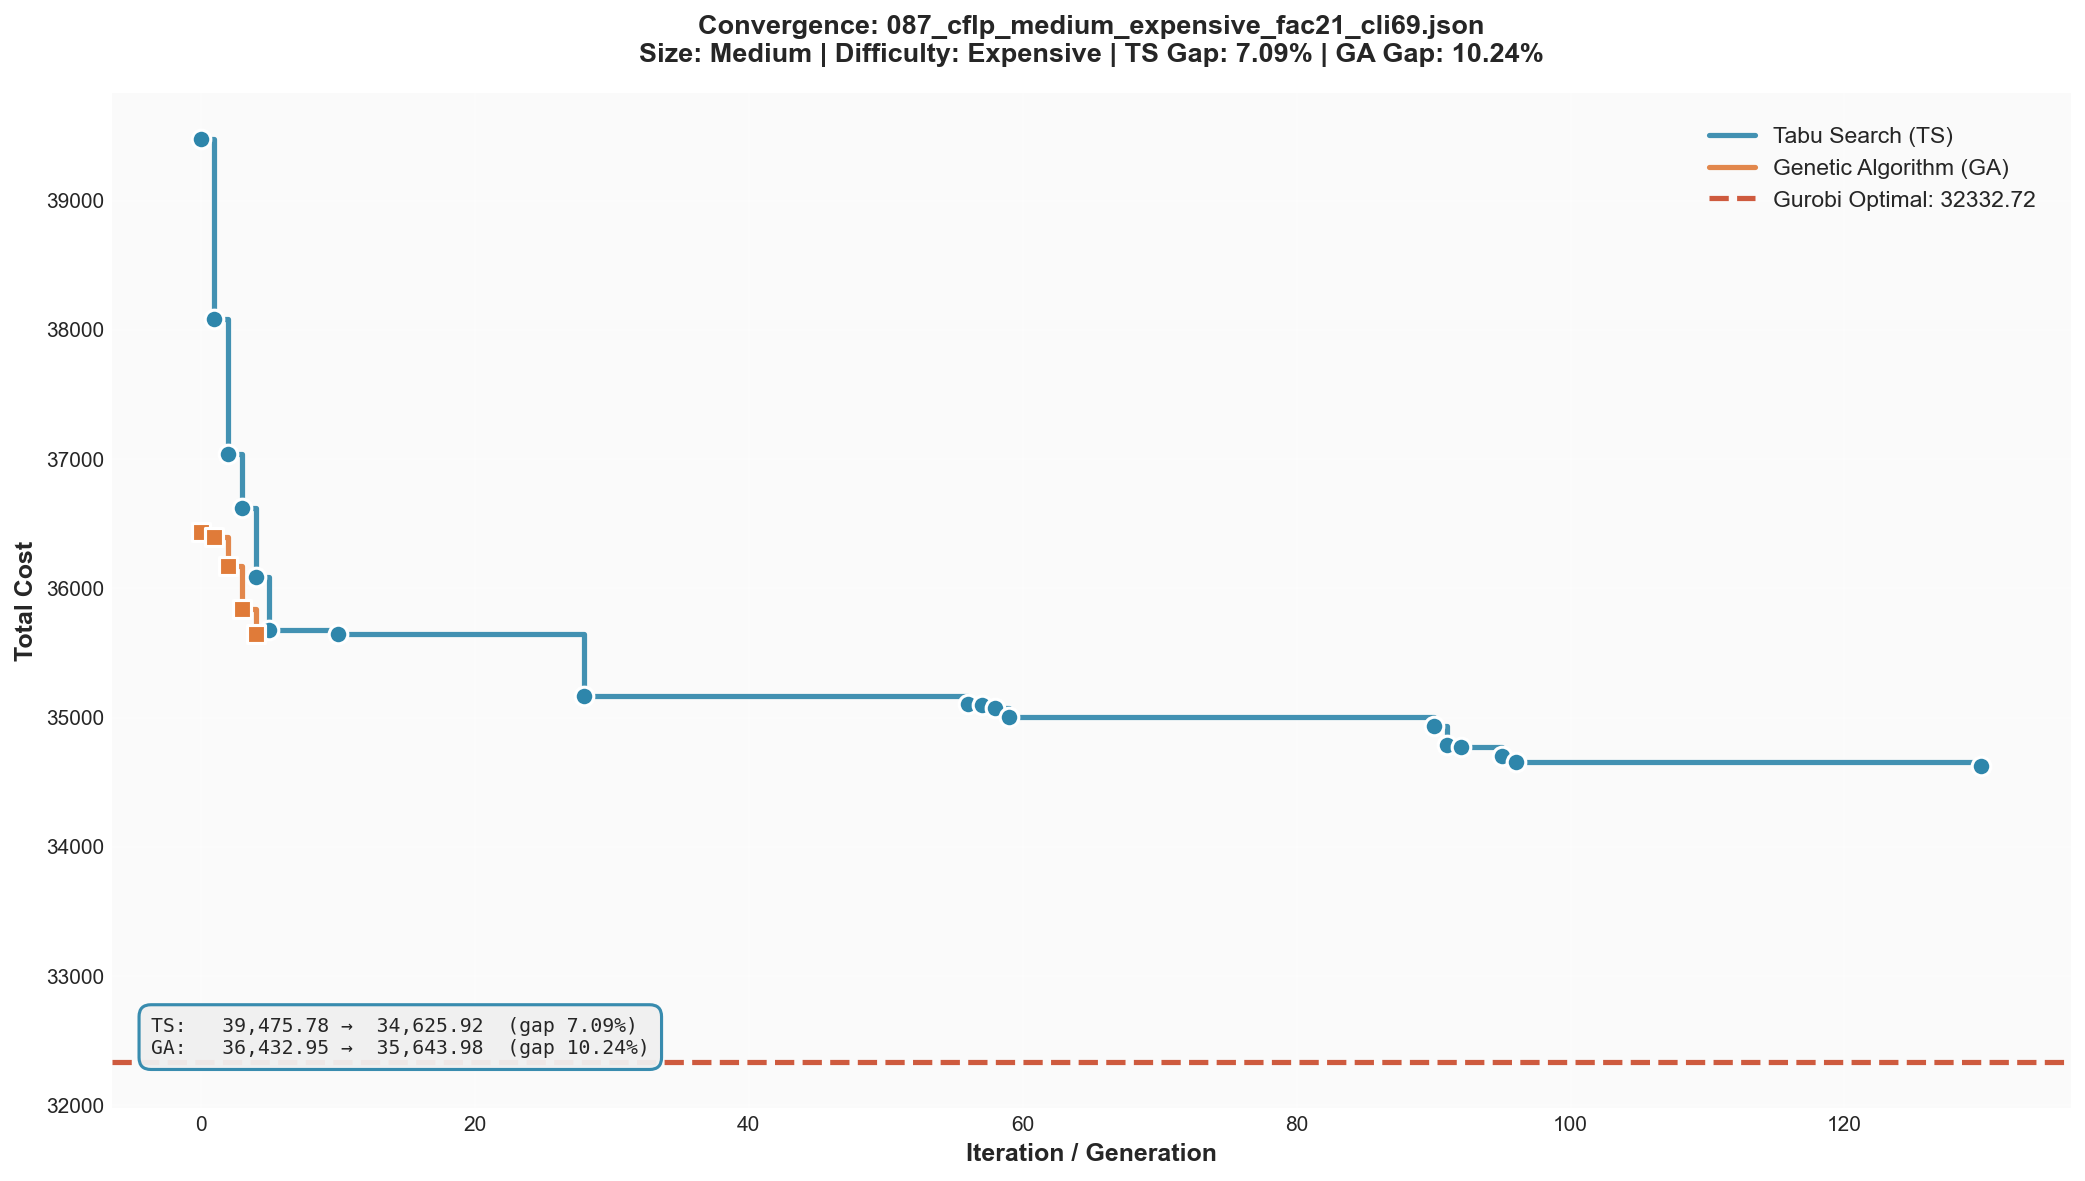 Convergence: 087_cflp_medium_expensive_fac21_cli69.json
Size: Medium | Difficulty: Expensive | TS Gap: 7.09% | GA Gap: 10.24%
Tabu Search (TS)
Genetic Algorithm (GA)
Gurobi Optimal: 32332.72
Total Cost
39000
38000
37000
36000
35000
34000
33000
32000
TS: 39,475.78 → 34,625.92 (gap 7.09%)
GA: 36,432.95 → 35,643.98 (gap 10.24%)
0 20 40 60 80 100 120
Iteration / Generation